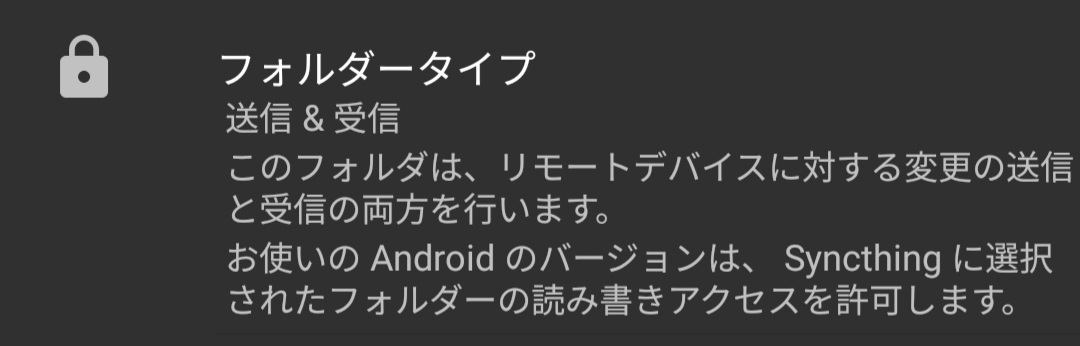 フォルダータイプ
送信 & 受信
このフォルダは、リモートデバイスに対する変更の送信
と受信の両方を行います。
お使いの Android のバージョンは、 Syncthing に選択
されたフォルダーの読み書きアクセスを許可します。